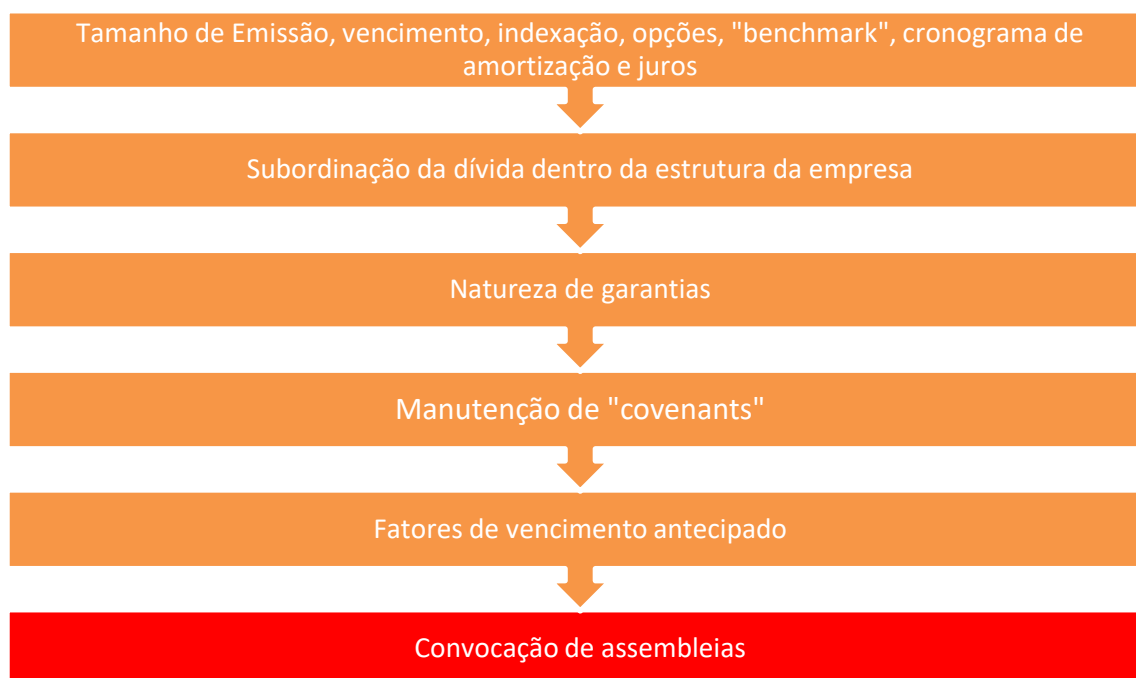 Tamanho de Emissão, vencimento, indexação, opções, "benchmark", cronograma de
amortização e juros
Subordinação da dívida dentro da estrutura da empresa
Natureza de garantias
Manutenção de "covenants"
Fatores de vencimento antecipado
Convocação de assembleias